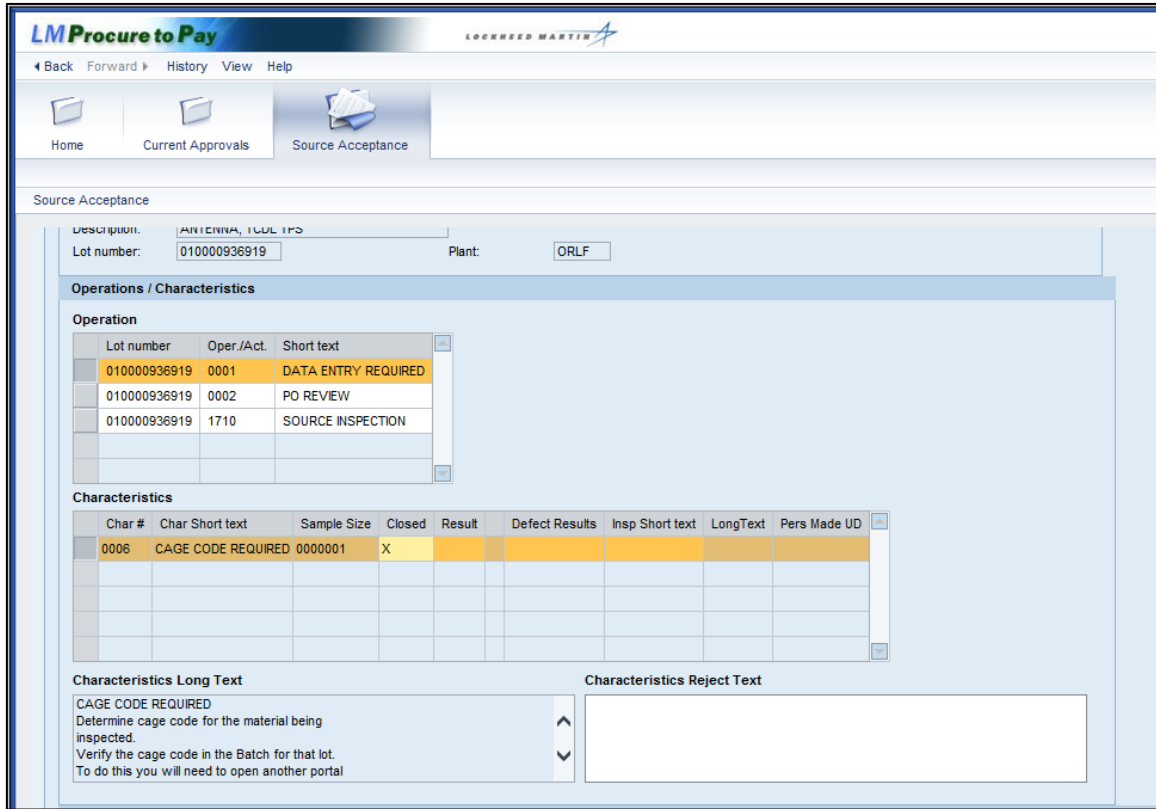 LM Procure to Pay
LOCKHEED MARTIN
Back Forward History View Help
Home Current Approvals Source Acceptance
Source Acceptance
Description: ANTENNA, TCDL TPS
Lot number: 010000936919 Plant: ORLF
Operations / Characteristics
Operation
Lot number Oper./Act. Short text
010000936919 0001 DATA ENTRY REQUIRED
010000936919 0002 PO REVIEW
010000936919 1710 SOURCE INSPECTION
Characteristics
Char # Char Short text Sample Size Closed Result Defect Results Insp Short text LongText Pers Made UD
0006 CAGE CODE REQUIRED 0000001 X
Characteristics Long Text Characteristics Reject Text
CAGE CODE REQUIRED
Determine cage code for the material being
inspected.
Verify the cage code in the Batch for that lot.
To do this you will need to open another portal